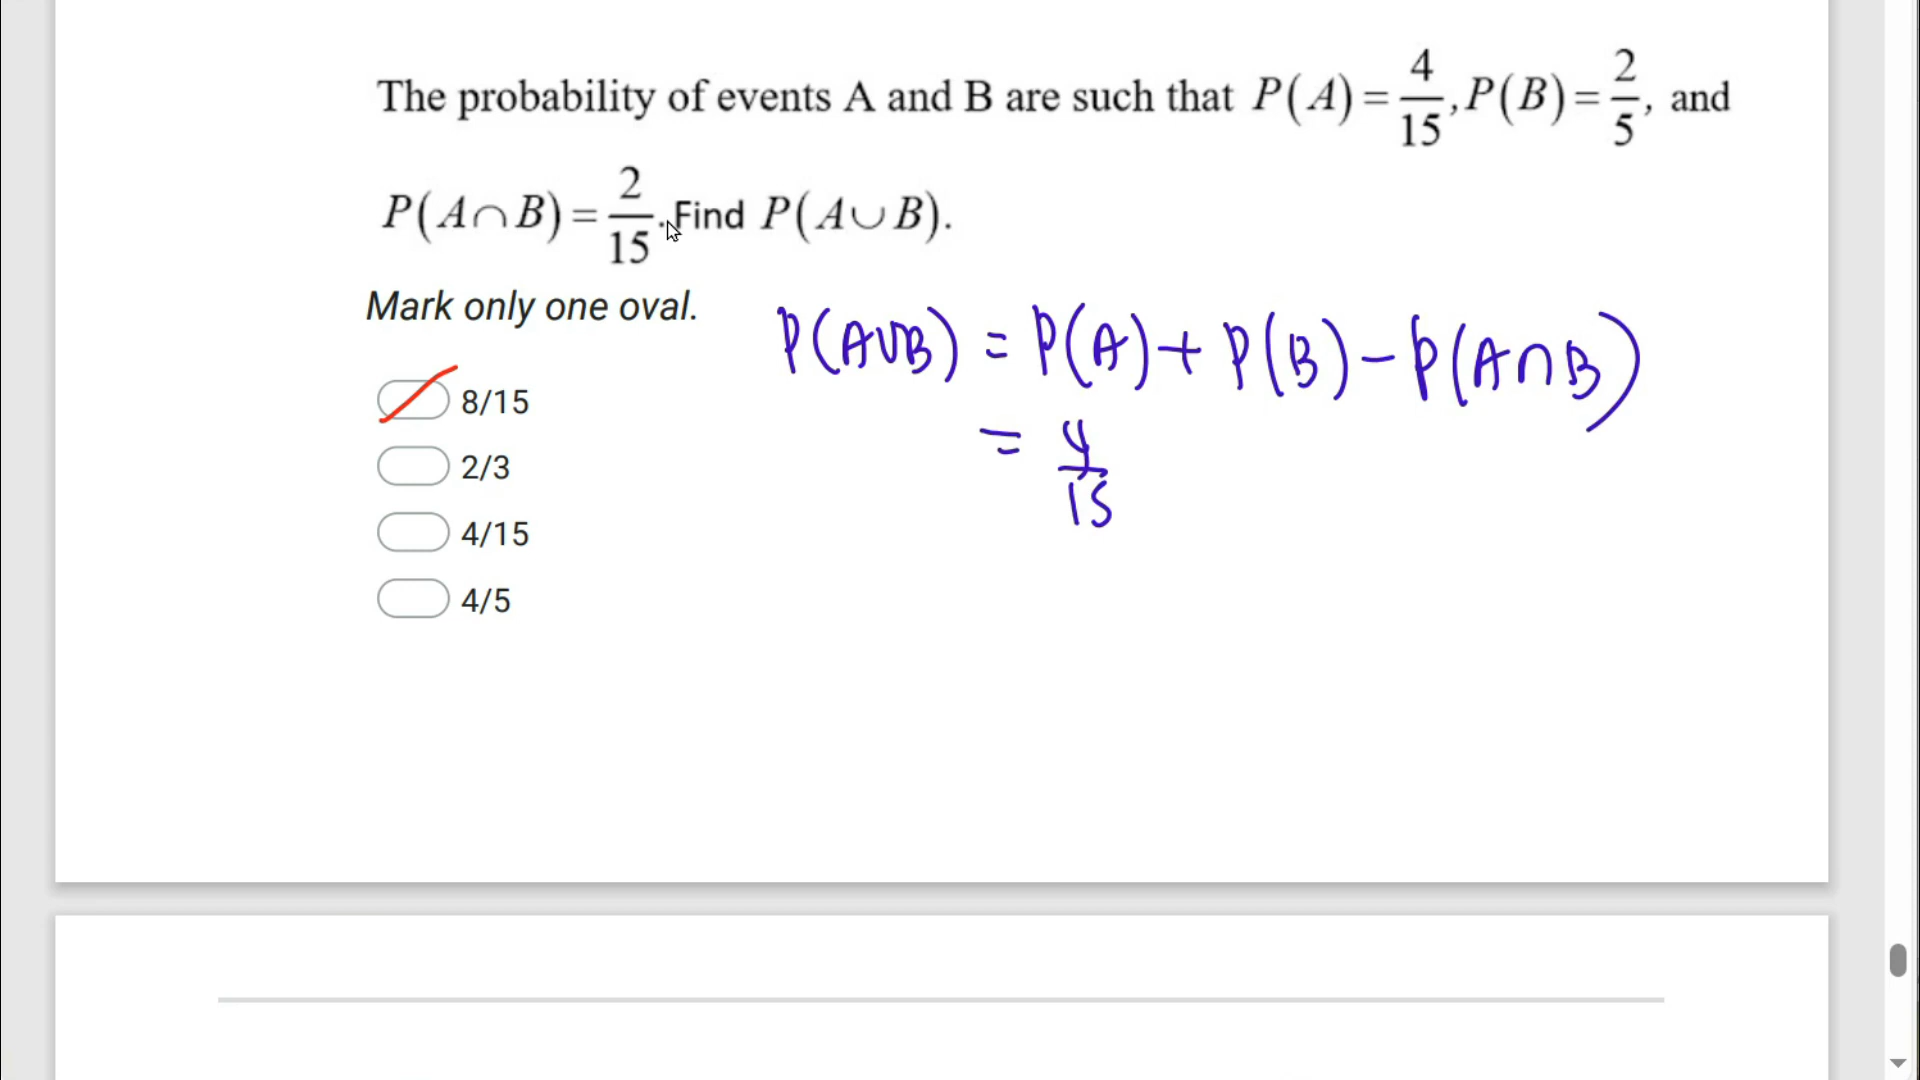 The probability of events A and B are such that P(A) = 4/15, P(B) = 2/5, and
P(A∩B) = 2/15. Find P(A∪B).
Mark only one oval.
8/15
2/3
4/15
4/5
P(A∪B) = P(A) + P(B) - P(A∩B)
= 4/15